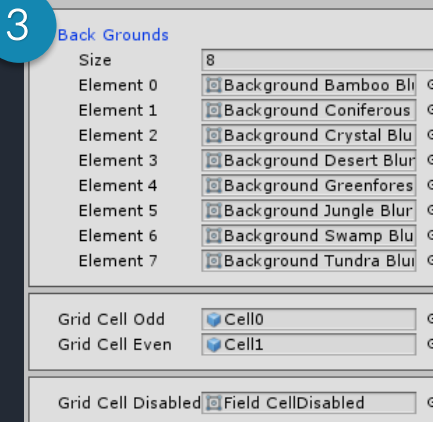 3
Back Grounds
Size 8
Element 0 Background Bamboo Blu
Element 1 Background Coniferous
Element 2 Background Crystal Blu
Element 3 Background Desert Blur
Element 4 Background Greenfores
Element 5 Background Jungle Blur
Element 6 Background Swamp Blu
Element 7 Background Tundra Blu
Grid Cell Odd Cell0
Grid Cell Even Cell1
Grid Cell Disabled Field CellDisabled